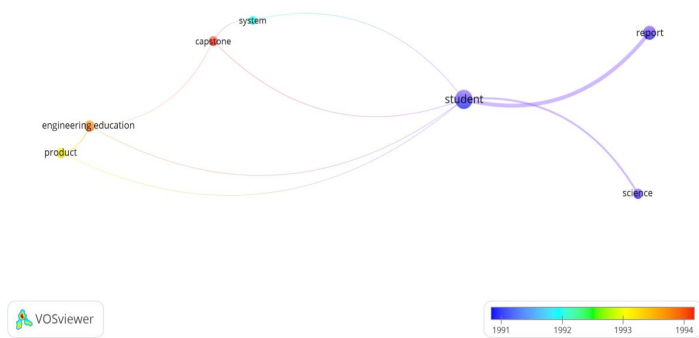 system
report
capstone
student
engineering education
product
science
VOSviewer
1991 1992 1993 1994